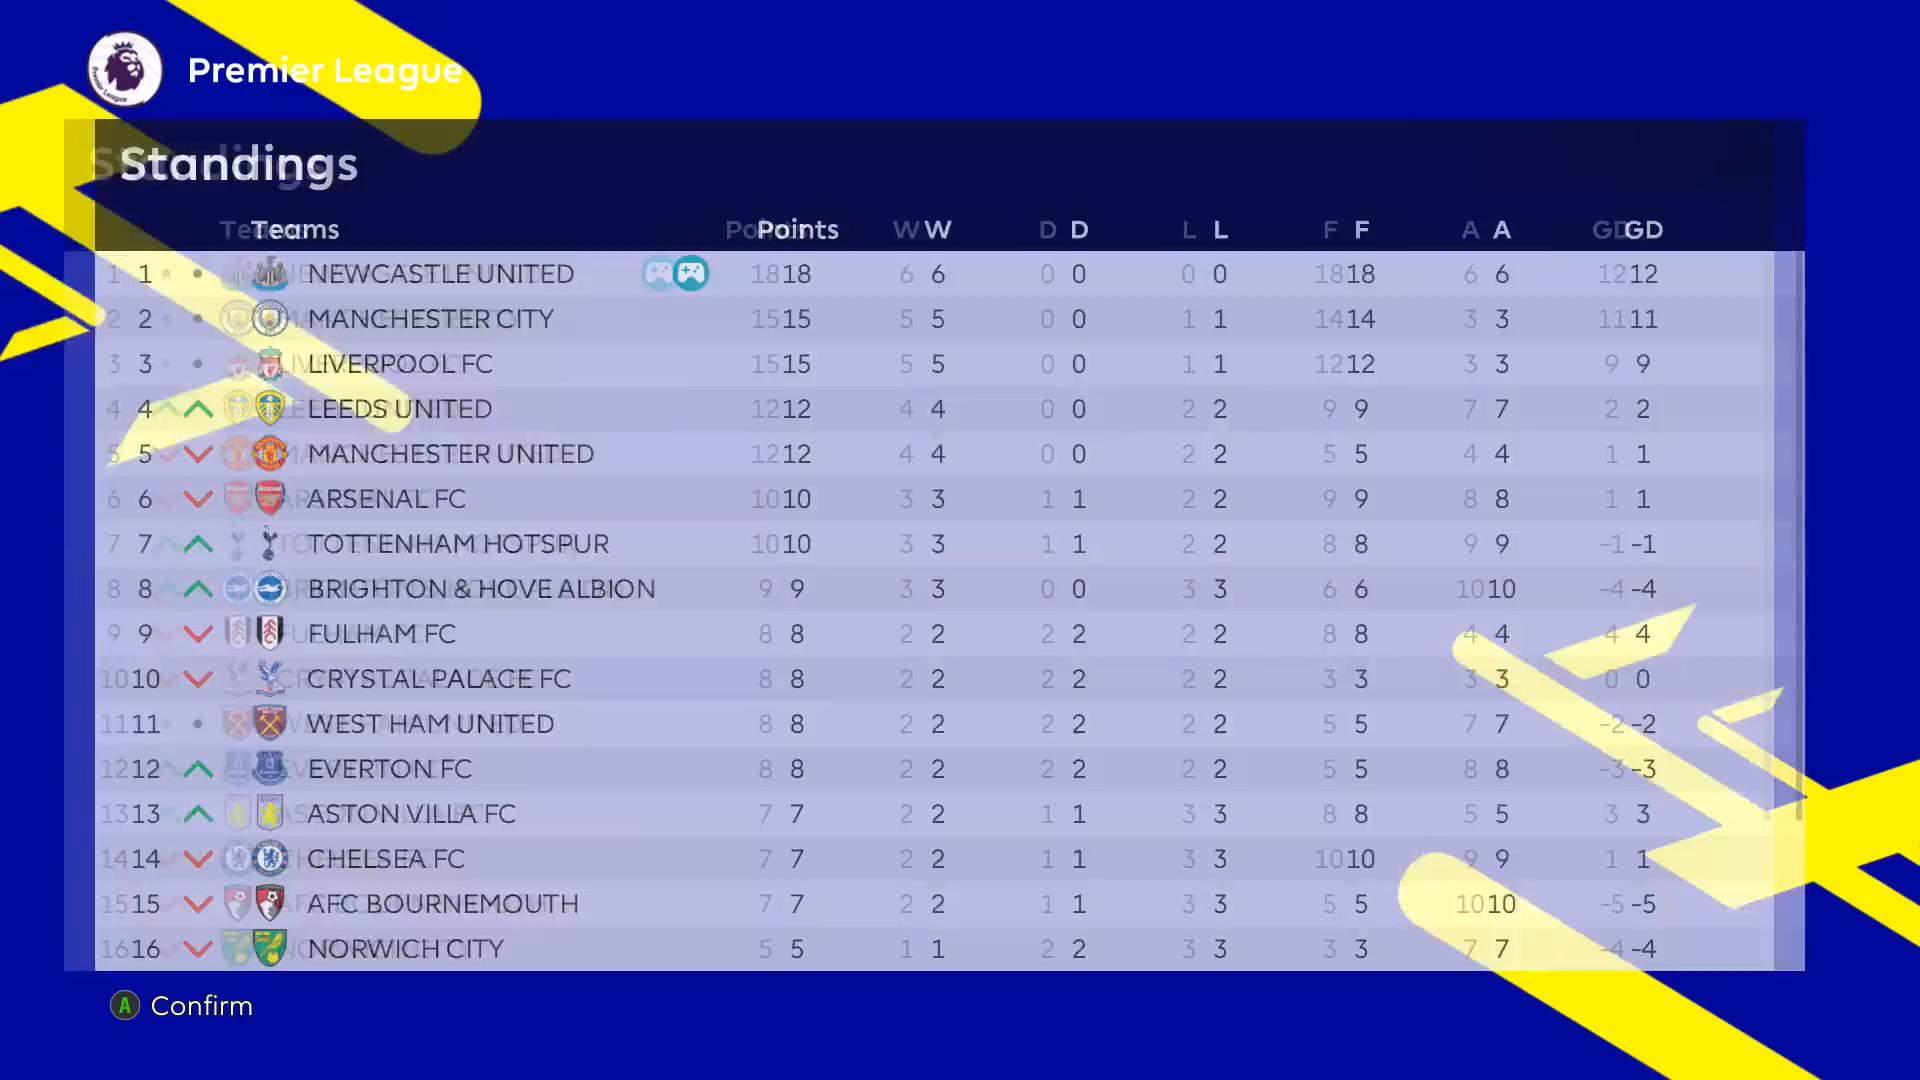 Premier League
Standings
Teams Points W D L F A GD
1 NEWCASTLE UNITED 18 6 0 0 18 6 12
2 MANCHESTER CITY 15 5 0 1 14 3 11
3 LIVERPOOL FC 15 5 0 1 12 3 9
4 LEEDS UNITED 12 4 0 2 9 7 2
5 MANCHESTER UNITED 12 4 0 2 5 4 1
6 ARSENAL FC 10 3 1 2 9 8 1
7 TOTTENHAM HOTSPUR 10 3 1 2 8 9 -1
8 BRIGHTON & HOVE ALBION 9 3 0 3 6 10 -4
9 FULHAM FC 8 2 2 2 8 4 4
10 CRYSTAL PALACE FC 8 2 2 2 3 3 0
11 WEST HAM UNITED 8 2 2 2 5 7 -2
12 EVERTON FC 8 2 2 2 5 8 -3
13 ASTON VILLA FC 7 2 1 3 8 5 3
14 CHELSEA FC 7 2 1 3 10 9 1
15 AFC BOURNEMOUTH 7 2 1 3 5 10 -5
16 NORWICH CITY 5 1 2 3 3 7 -4
A Confirm